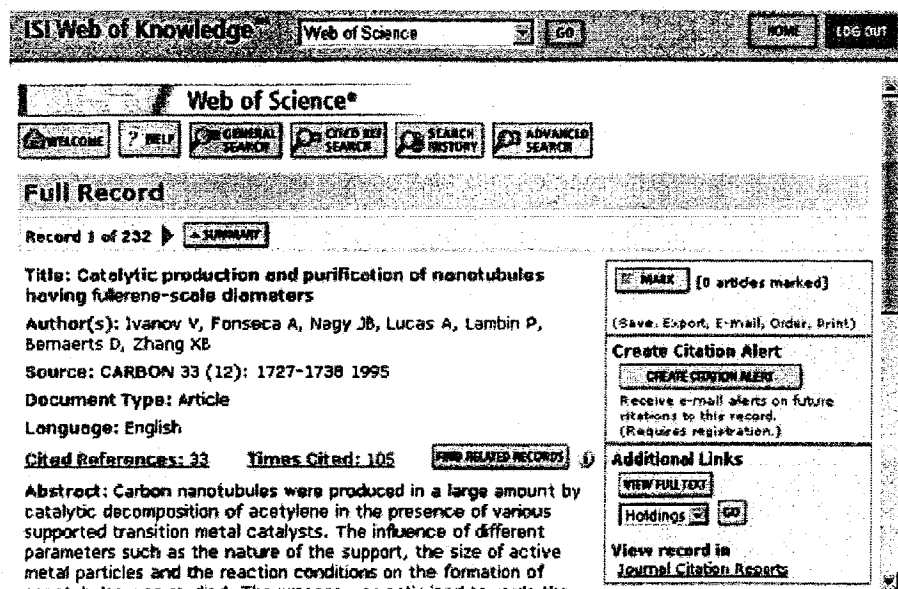 ISI Web of Knowledge℠ Web of Science GO HOME LOG OUT
Web of Science®
WELCOME ? HELP GENERAL SEARCH CITED REF SEARCH SEARCH HISTORY ADVANCED SEARCH
Full Record
Record 1 of 232 SUMMARY
Title: Catalytic production and purification of nanotubules
having fullerene-scale diameters
Author(s): Ivanov V, Fonseca A, Nagy JB, Lucas A, Lambin P,
Bernaerts D, Zhang XB
Source: CARBON 33 (12): 1727-1738 1995
Document Type: Article
Language: English
Cited References: 33 Times Cited: 105 FIND RELATED RECORDS
Abstract: Carbon nanotubules were produced in a large amount by
catalytic decomposition of acetylene in the presence of various
supported transition metal catalysts. The influence of different
parameters such as the nature of the support, the size of active
metal particles and the reaction conditions on the formation of
MARK [0 articles marked]
(Save, Export, E-mail, Order, Print)
Create Citation Alert
CREATE CITATION ALERT
Receive e-mail alerts on future
citations to this record.
(Requires registration.)
Additional Links
VIEW FULL TEXT
Holdings GO
View record in
Journal Citation Reports